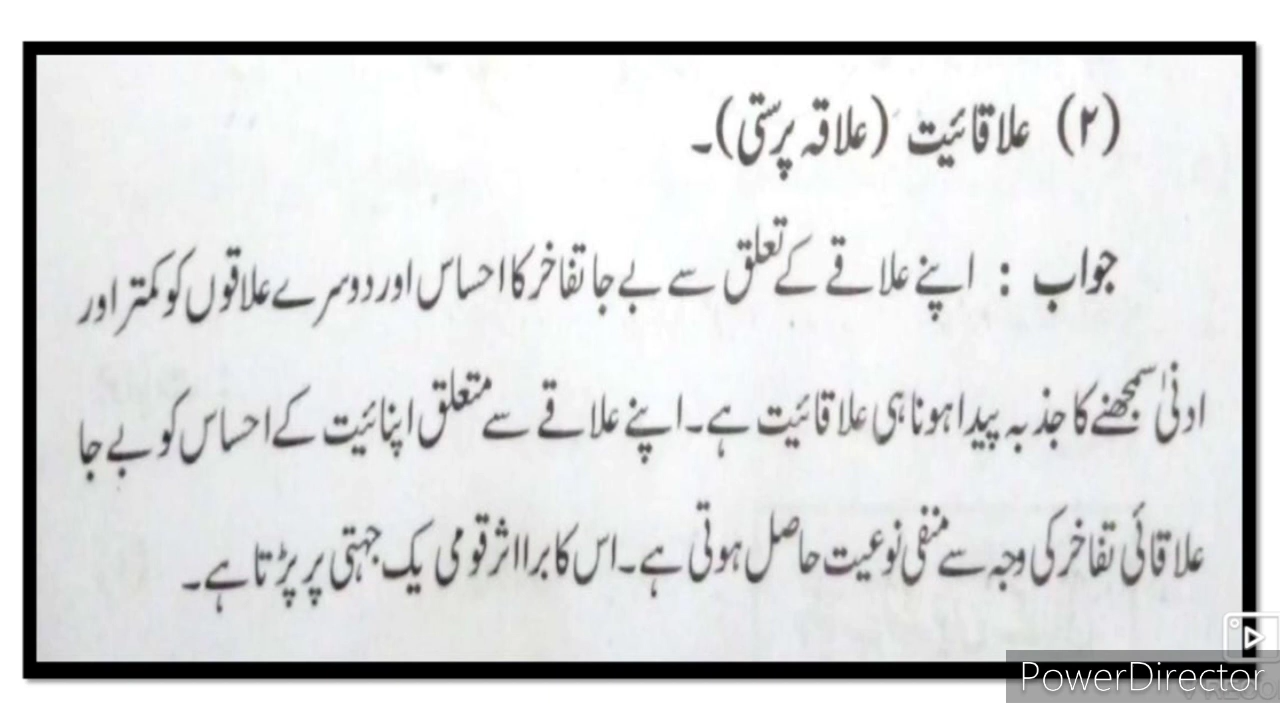 (۲) علاقائیت (علاقہ پرستی)۔
جواب : اپنے علاقے کے تعلق سے بے جا تفاخر کا احساس اور دوسرے علاقوں کو کمتر اور
ادنیٰ سمجھنے کا جذبہ پیدا ہونا ہی علاقائیت ہے۔ اپنے علاقے سے متعلق اپنائیت کے احساس کو بے جا
علاقائی تفاخر کی وجہ سے منفی نوعیت حاصل ہوتی ہے۔ اس کا برا اثر قومی یک جہتی پر پڑتا ہے۔
PowerDirector